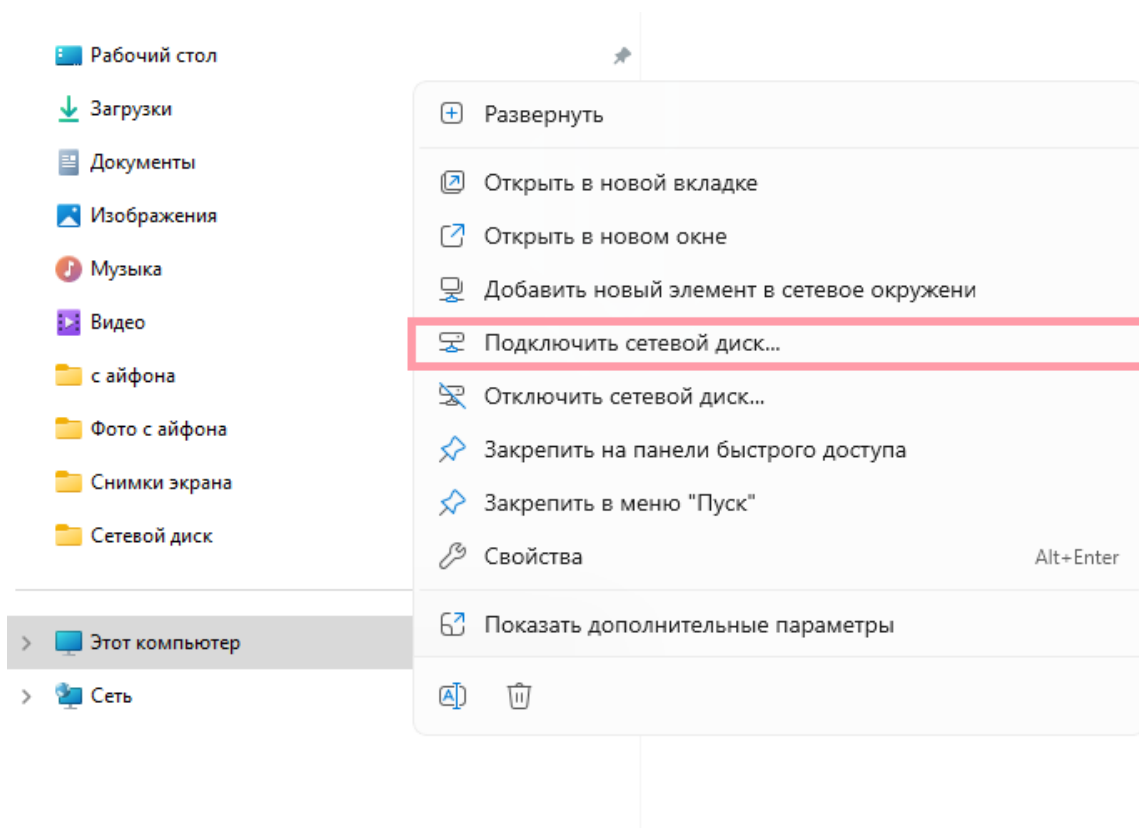 Рабочий стол
Загрузки
Документы
Изображения
Музыка
Видео
с айфона
Фото с айфона
Снимки экрана
Сетевой диск
Этот компьютер
Сеть
Развернуть
Открыть в новой вкладке
Открыть в новом окне
Добавить новый элемент в сетевое окружени
Подключить сетевой диск...
Отключить сетевой диск...
Закрепить на панели быстрого доступа
Закрепить в меню "Пуск"
Свойства Alt+Enter
Показать дополнительные параметры